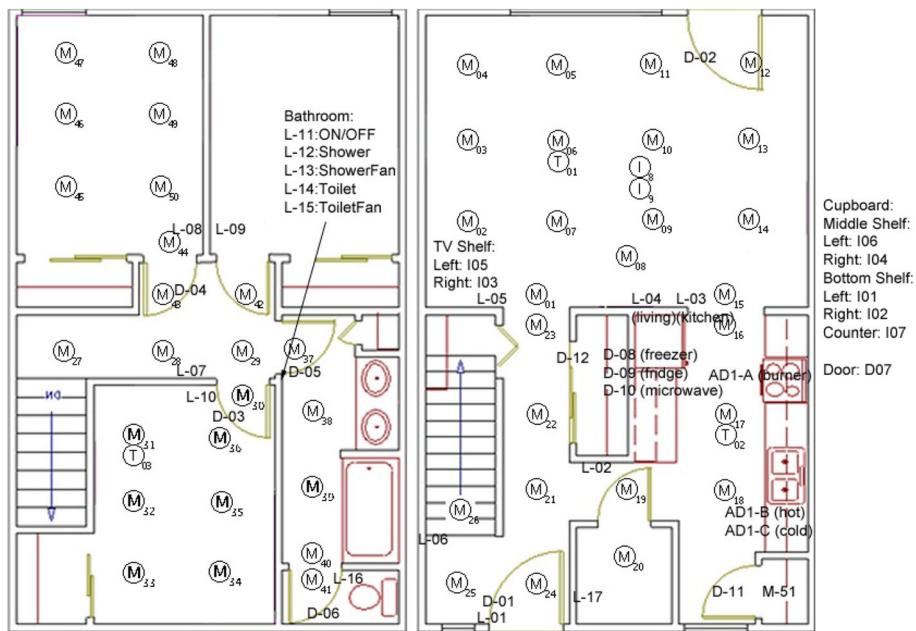 M47
M48
M46
M49
M45
M50
L-08
L-09
M44
D-04
M43
M42
Bathroom:
L-11:ON/OFF
L-12:Shower
L-13:ShowerFan
L-14:Toilet
L-15:ToiletFan
M27
M28
M29
M37
L-07
D-05
L-10
M30
D-03
M38
DN
M31
M36
T03
M39
M32
M35
M40
M33
M34
M41
L-16
D-06
D-02
M04
M05
M11
M12
M03
M06
M10
M13
T01
I8
I9
M02
M07
M09
M14
TV Shelf:
Left: I05
Right: I03
M08
L-05
M01
L-04
L-03
M15
(living)(kitchen)
M23
M16
D-12
D-08 (freezer)
D-09 (fridge)
D-10 (microwave)
AD1-A (burner)
M22
M17
T02
L-02
M21
M19
M18
M26
AD1-B (hot)
AD1-C (cold)
L-06
M20
M25
M24
D-01
L-01
L-17
D-11
M-51
Cupboard:
Middle Shelf:
Left: I06
Right: I04
Bottom Shelf:
Left: I01
Right: I02
Counter: I07
Door: D07